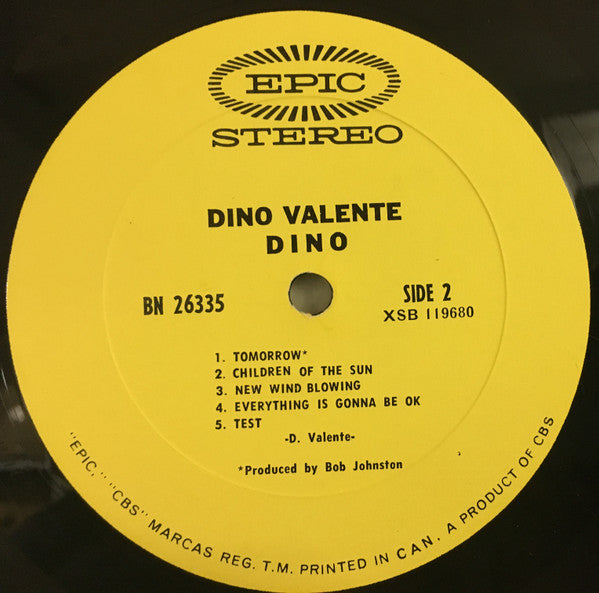 EPIC
STEREO
DINO VALENTE
DINO
BN 26335
SIDE 2
XSB 119680
1. TOMORROW*
2. CHILDREN OF THE SUN
3. NEW WIND BLOWING
4. EVERYTHING IS GONNA BE OK
5. TEST
-D. Valente-
*Produced by Bob Johnston
"EPIC," "CBS" MARCAS REG. T.M. PRINTED IN CAN. A PRODUCT OF CBS